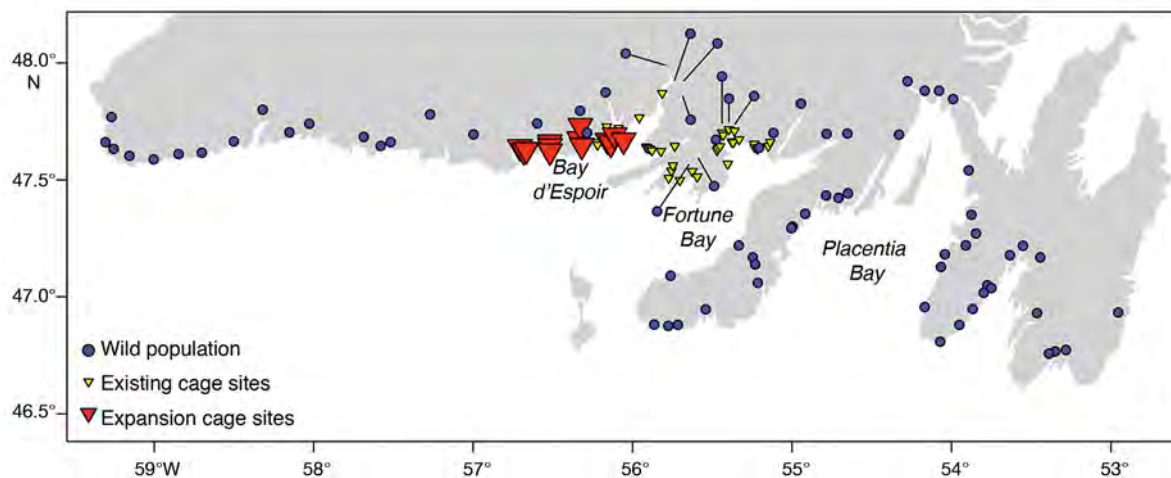 48.0°
N
47.5°
47.0°
46.5°
Bay
d'Espoir
Fortune
Bay
Placentia
Bay
Wild population
Existing cage sites
Expansion cage sites
59°W
58°
57°
56°
55°
54°
53°